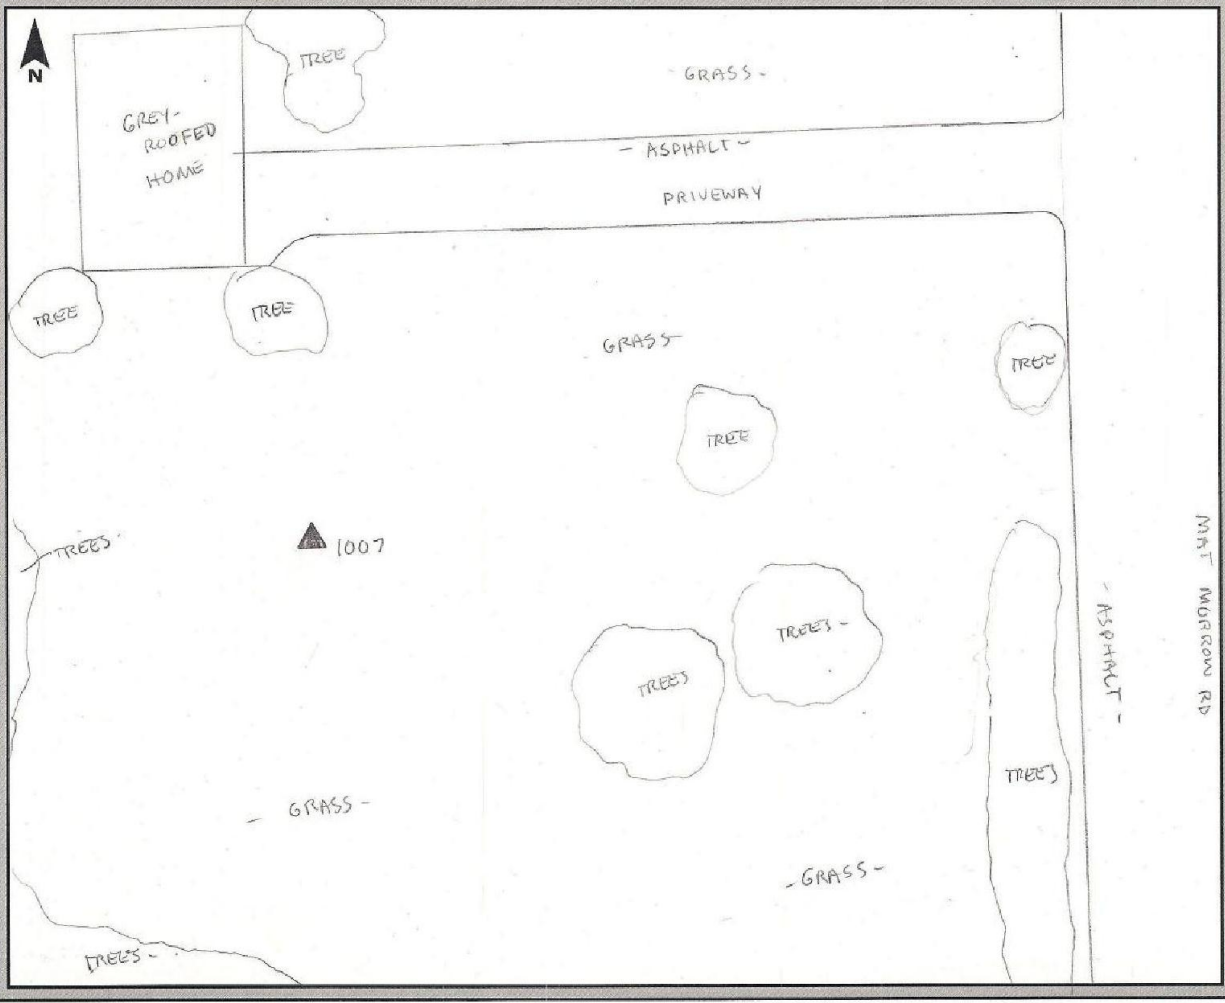 N
TREE
GRASS-
GREY-
ROOFED
HOME
- ASPHALT -
DRIVEWAY
TREE
TREE
GRASS
TREE
TREE
TREES
1007
TREES -
TREES
MAT MORROW RD
- ASPHALT -
TREES
- GRASS -
- GRASS -
TREES -